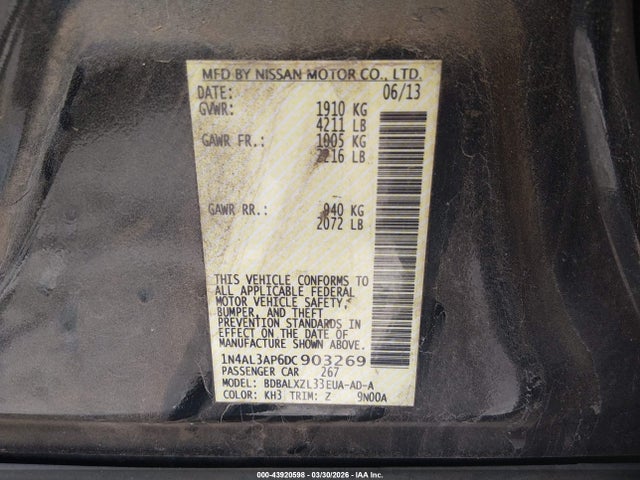 MFD BY NISSAN MOTOR CO., LTD.
DATE: 06/13
GVWR: 1910 KG
4211 LB
GAWR FR.: 1005 KG
2216 LB
GAWR RR.: 940 KG
2072 LB
THIS VEHICLE CONFORMS TO
ALL APPLICABLE FEDERAL
MOTOR VEHICLE SAFETY,
BUMPER, AND THEFT
PREVENTION STANDARDS IN
EFFECT ON THE DATE OF
MANUFACTURE SHOWN ABOVE.
1N4AL3AP6DC903269
PASSENGER CAR 267
MODEL: BDBALXZL33EUA-AD-A
COLOR: KH3 TRIM: Z 9N00A
000-43920598 - 03/30/2026 - IAA Inc.